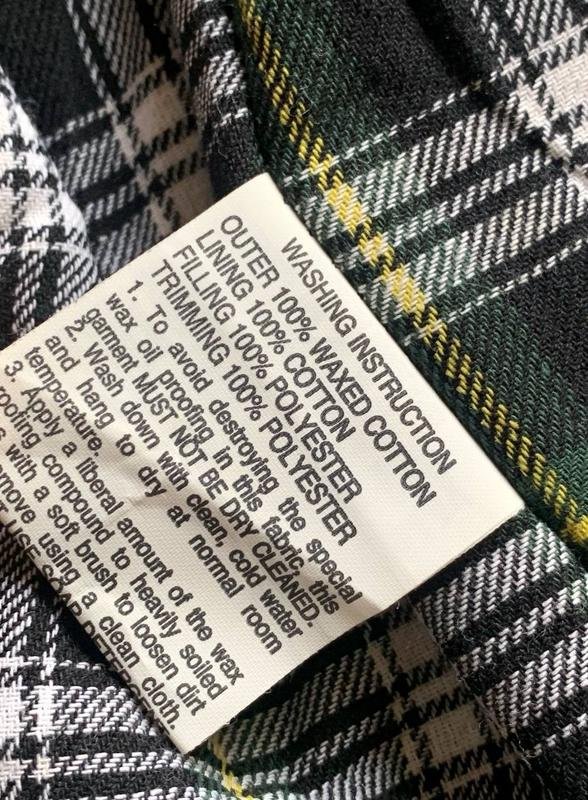 WASHING INSTRUCTION
OUTER 100% WAXED COTTON
LINING 100% COTTON
FILLING 100% POLYESTER
TRIMMING 100% POLYESTER
1. To avoid destroying the special
wax oil proofing in this fabric, this
garment MUST NOT BE DRY CLEANED.
2. Wash down with clean, cold water
and hang to dry at normal room
temperature.
3. Apply a liberal amount of the wax
roofing compound to heavily soiled
s with a soft brush to loosen dirt
using a clean cloth.
SOAP